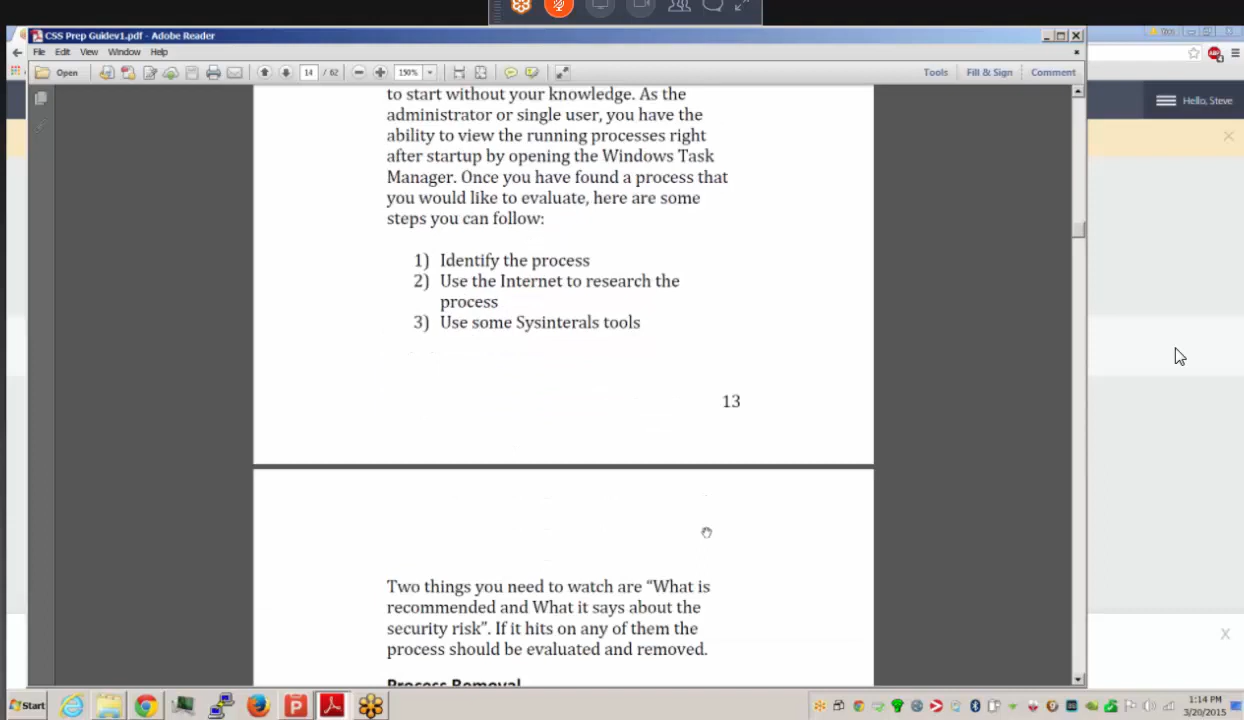 CSS Prep Guidev1.pdf - Adobe Reader
File Edit View Window Help
Open 14 / 62 150% Tools Fill & Sign Comment
Hello, Steve
to start without your knowledge. As the
administrator or single user, you have the
ability to view the running processes right
after startup by opening the Windows Task
Manager. Once you have found a process that
you would like to evaluate, here are some
steps you can follow:
1) Identify the process
2) Use the Internet to research the
process
3) Use some Sysinterals tools
13
Two things you need to watch are “What is
recommended and What it says about the
security risk”. If it hits on any of them the
process should be evaluated and removed.
Process Removal
Start
1:14 PM
3/20/2015